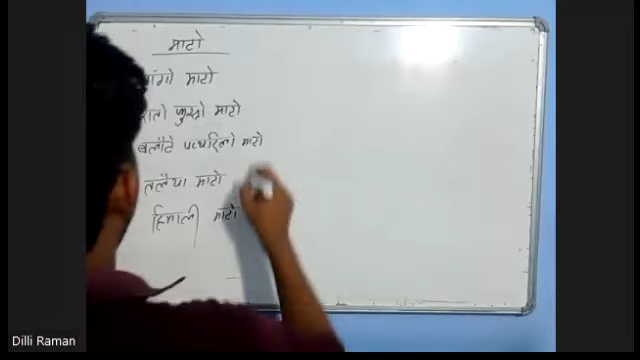 माटो
पाँगो माटो
रातो फुस्रो माटो
बलौटे पत्थरिलो माटो
तलैया माटो
हिमाली माटो
Dilli Raman